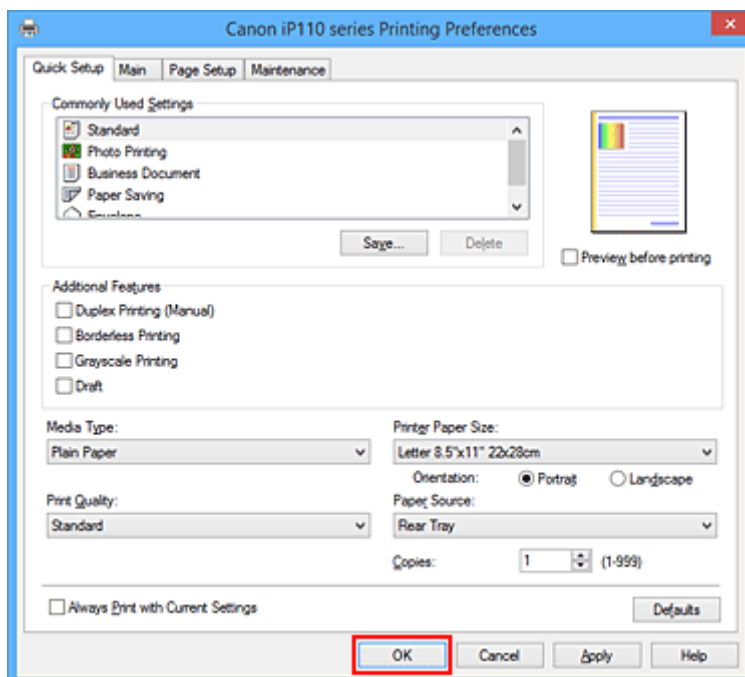 Canon iP110 series Printing Preferences
Quick Setup Main Page Setup Maintenance
Commonly Used Settings
Standard
Photo Printing
Business Document
Paper Saving
Envelope
Save... Delete
Preview before printing
Additional Features
Duplex Printing (Manual)
Borderless Printing
Grayscale Printing
Draft
Media Type:
Plain Paper
Printer Paper Size:
Letter 8.5"x11" 22x28cm
Orientation: Portrait Landscape
Print Quality:
Standard
Paper Source:
Rear Tray
Copies: 1 (1-999)
Always Print with Current Settings
Defaults
OK Cancel Apply Help